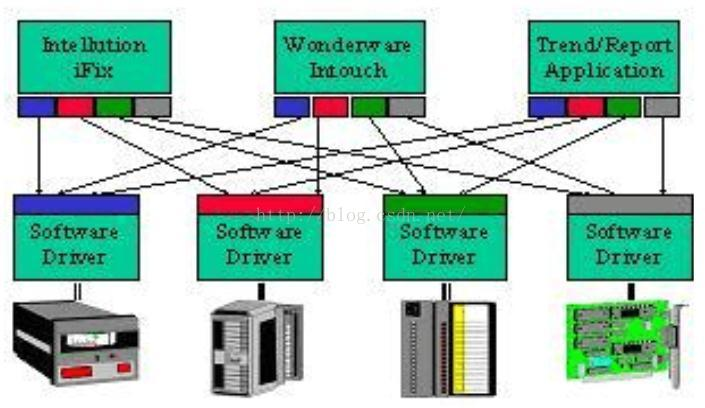 Intellution
iFix
Wonderware
Intouch
Trend/Report
Application
http://blog.csdn.net/
Software
Driver
Software
Driver
Software
Driver
Software
Driver